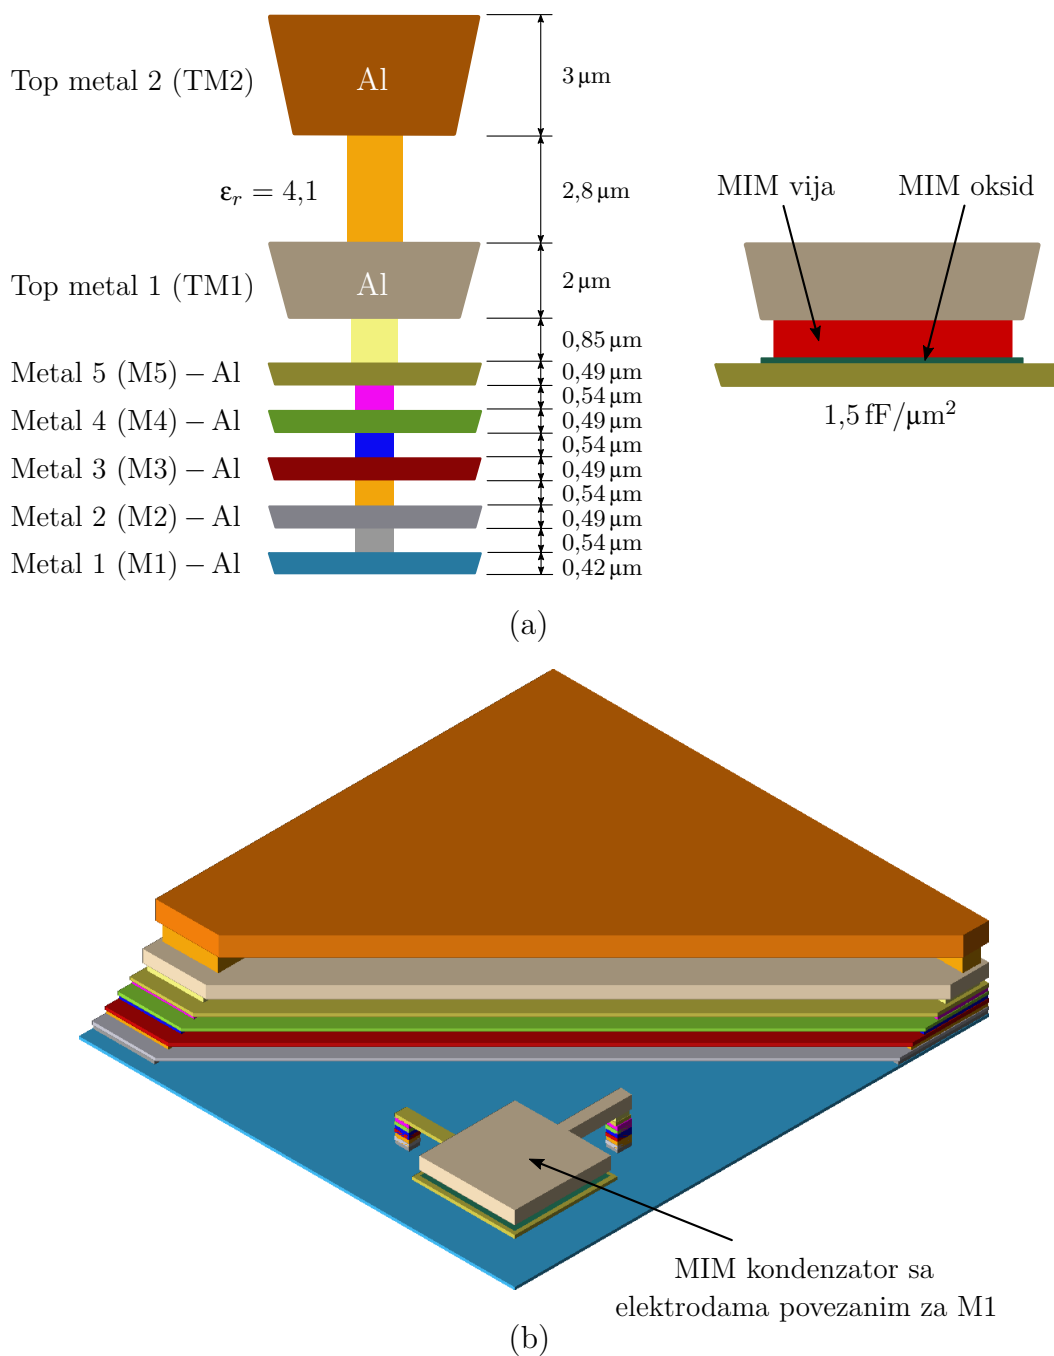 Top metal 2 (TM2)
Al
3 µm
εr = 4,1
2,8 µm
Top metal 1 (TM1)
Al
2 µm
0,85 µm
Metal 5 (M5) – Al
0,49 µm
0,54 µm
Metal 4 (M4) – Al
0,49 µm
0,54 µm
Metal 3 (M3) – Al
0,49 µm
0,54 µm
Metal 2 (M2) – Al
0,49 µm
0,54 µm
Metal 1 (M1) – Al
0,42 µm
MIM vija
MIM oksid
1,5 fF/µm²
(a)
MIM kondenzator sa
elektrodama povezanim za M1
(b)